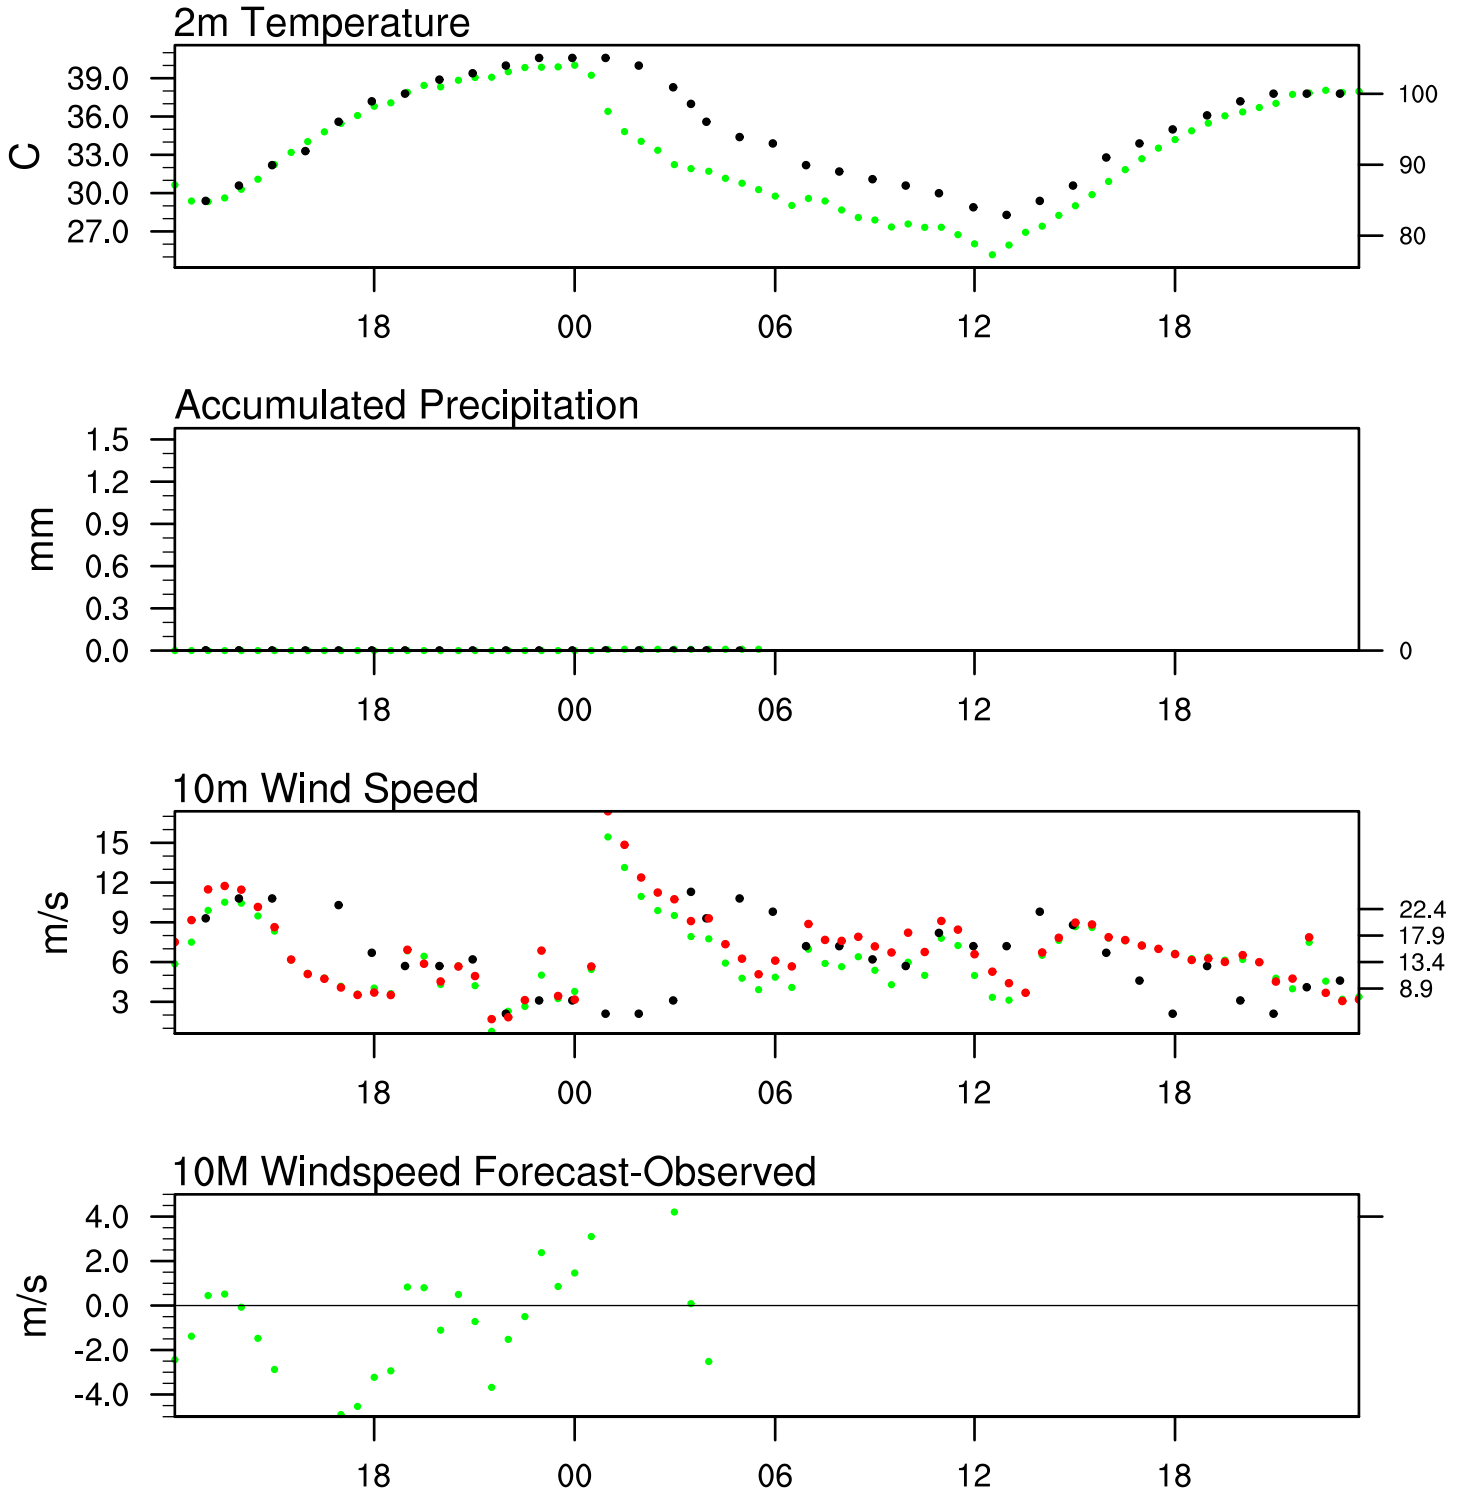 2m Temperature
39.0
36.0
33.0
30.0
27.0
C
100
90
80
18 00 06 12 18
Accumulated Precipitation
1.5
1.2
0.9
0.6
0.3
0.0
mm
0
18 00 06 12 18
10m Wind Speed
15
12
9
6
3
m/s
22.4
17.9
13.4
8.9
18 00 06 12 18
10M Windspeed Forecast-Observed
4.0
2.0
0.0
-2.0
-4.0
m/s
18 00 06 12 18